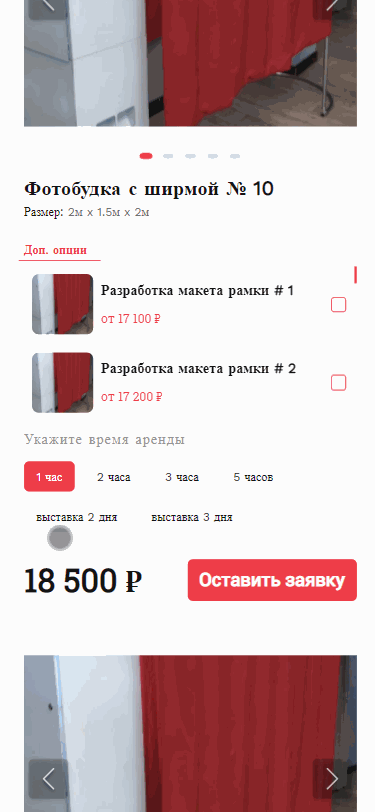 Фотобудка с ширмой № 10
Размер: 2м х 1.5м х 2м
Доп. опции
Разработка макета рамки # 1
от 17 100 ₽
Разработка макета рамки # 2
от 17 200 ₽
Укажите время аренды
1 час 2 часа 3 часа 5 часов
выставка 2 дня выставка 3 дня
18 500 ₽ Оставить заявку